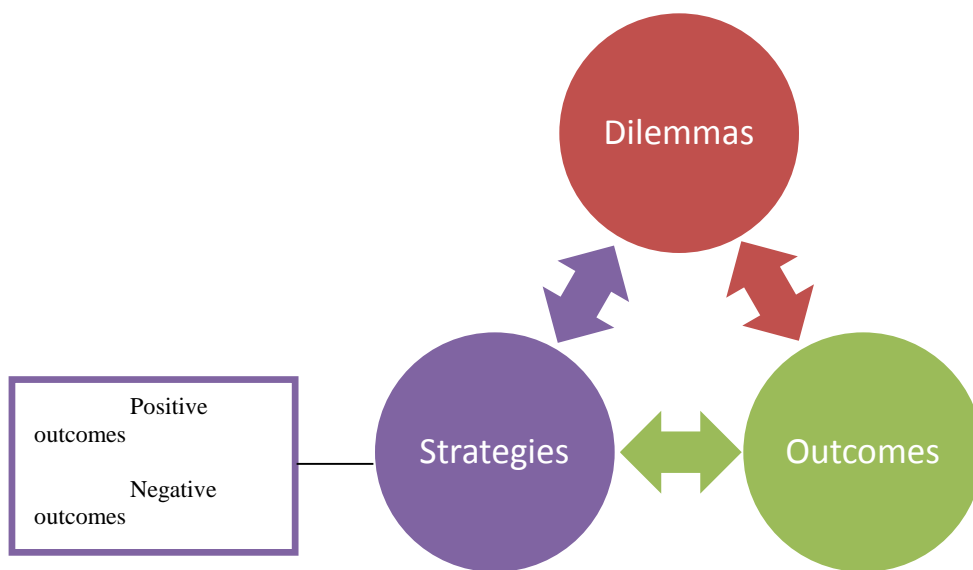 Dilemmas
Positive
outcomes
Negative
outcomes
Strategies
Outcomes